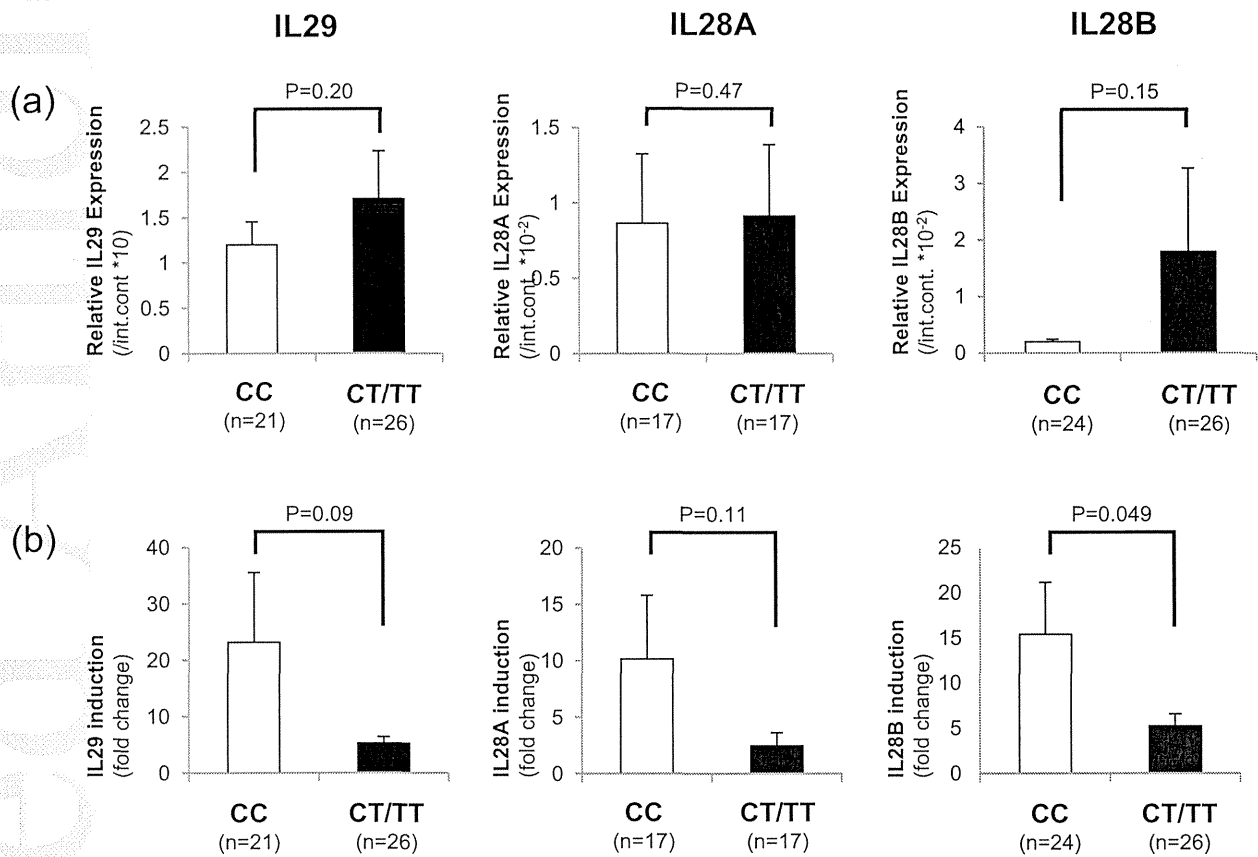 IL29 IL28A IL28B
(a)
P=0.20
Relative IL29 Expression
(/int.cont *10)
2.5
2
1.5
1
0.5
0
CC CT/TT
(n=21) (n=26)
P=0.47
Relative IL28A Expression
(/int.cont. *10-2)
1.5
1
0.5
0
CC CT/TT
(n=17) (n=17)
P=0.15
Relative IL28B Expression
(/int.cont. *10-2)
4
3
2
1
0
CC CT/TT
(n=24) (n=26)
(b)
P=0.09
IL29 induction
(fold change)
40
30
20
10
0
CC CT/TT
(n=21) (n=26)
P=0.11
IL28A induction
(fold change)
20
15
10
5
0
CC CT/TT
(n=17) (n=17)
P=0.049
IL28B induction
(fold change)
25
20
15
10
5
0
CC CT/TT
(n=24) (n=26)